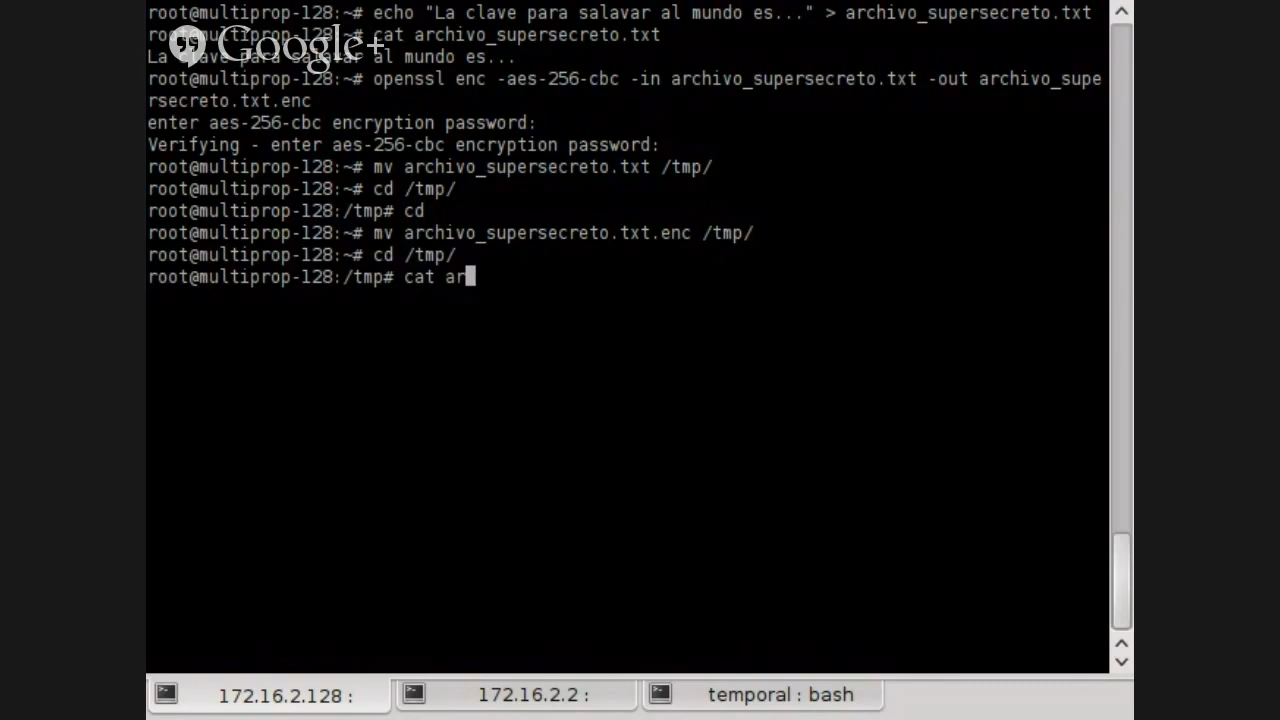 root@multiprop-128:~# echo "La clave para salavar al mundo es..." > archivo_supersecreto.txt
root@multiprop-128:~# cat archivo_supersecreto.txt
Google+
La clave para salavar al mundo es...
root@multiprop-128:~# openssl enc -aes-256-cbc -in archivo_supersecreto.txt -out archivo_supe
rsecreto.txt.enc
enter aes-256-cbc encryption password:
Verifying - enter aes-256-cbc encryption password:
root@multiprop-128:~# mv archivo_supersecreto.txt /tmp/
root@multiprop-128:~# cd /tmp/
root@multiprop-128:/tmp# cd
root@multiprop-128:~# mv archivo_supersecreto.txt.enc /tmp/
root@multiprop-128:~# cd /tmp/
root@multiprop-128:/tmp# cat ar
172.16.2.128 :
172.16.2.2 :
temporal : bash